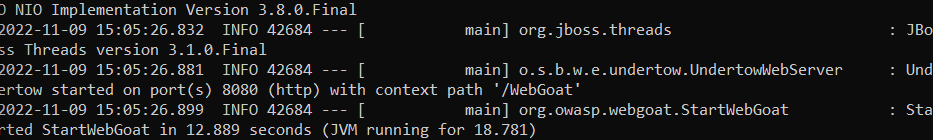 O NIO Implementation Version 3.8.0.Final
2022-11-09 15:05:26.832  INFO 42684 --- [           main] org.jboss.threads                        : JBo
ss Threads version 3.1.0.Final
2022-11-09 15:05:26.881  INFO 42684 --- [           main] o.s.b.w.e.undertow.UndertowWebServer     : Und
ertow started on port(s) 8080 (http) with context path '/WebGoat'
2022-11-09 15:05:26.899  INFO 42684 --- [           main] org.owasp.webgoat.StartWebGoat           : Sta
rted StartWebGoat in 12.889 seconds (JVM running for 18.781)